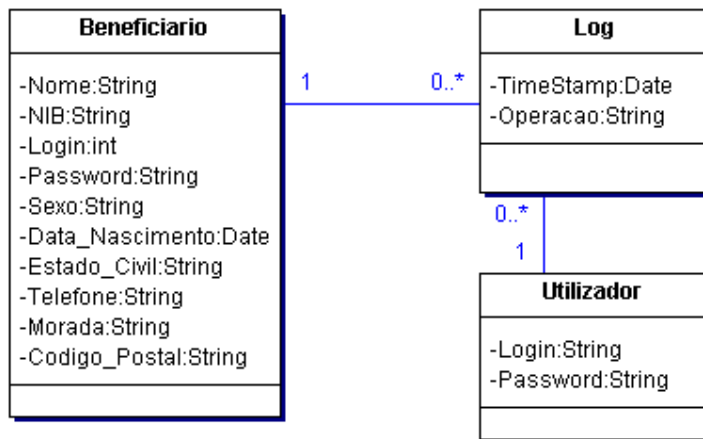 Beneficiario
-Nome:String
-NIB:String
-Login:int
-Password:String
-Sexo:String
-Data_Nascimento:Date
-Estado_Civil:String
-Telefone:String
-Morada:String
-Codigo_Postal:String
1
0..*
Log
-TimeStamp:Date
-Operacao:String
0..*
1
Utilizador
-Login:String
-Password:String